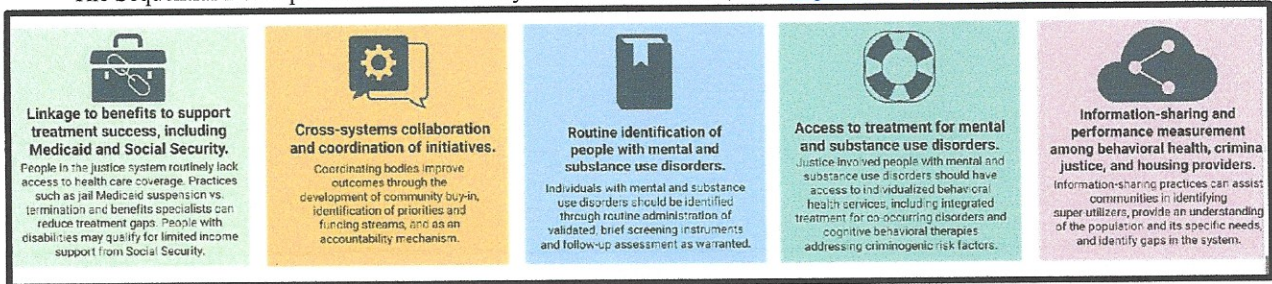 Linkage to benefits to support
treatment success, including
Medicaid and Social Security.
People in the justice system routinely lack
access to health care coverage. Practices
such as jail Medicaid suspension vs.
termination and benefits specialists can
reduce treatment gaps. People with
disabilities may qualify for limited income
support from Social Security.
Cross-systems collaboration
and coordination of initiatives.
Coordinating bodies improve
outcomes through the
development of community buy-in,
identification of priorities and
funding streams, and as an
accountability mechanism.
Routine identification of
people with mental and
substance use disorders.
Individuals with mental and substance
use disorders should be identified
through routine administration of
validated, brief screening instruments
and follow-up assessment as warranted.
Access to treatment for mental
and substance use disorders.
Justice involved people with mental and
substance use disorders should have
access to individualized behavioral
health services, including integrated
treatment for co-occurring disorders and
cognitive behavioral therapies
addressing criminogenic risk factors.
Information-sharing and
performance measurement
among behavioral health, crimina
justice, and housing providers.
Information-sharing practices can assist
communities in identifying
super-utilizers, provide an understanding
of the population and its specific needs,
and identify gaps in the system.